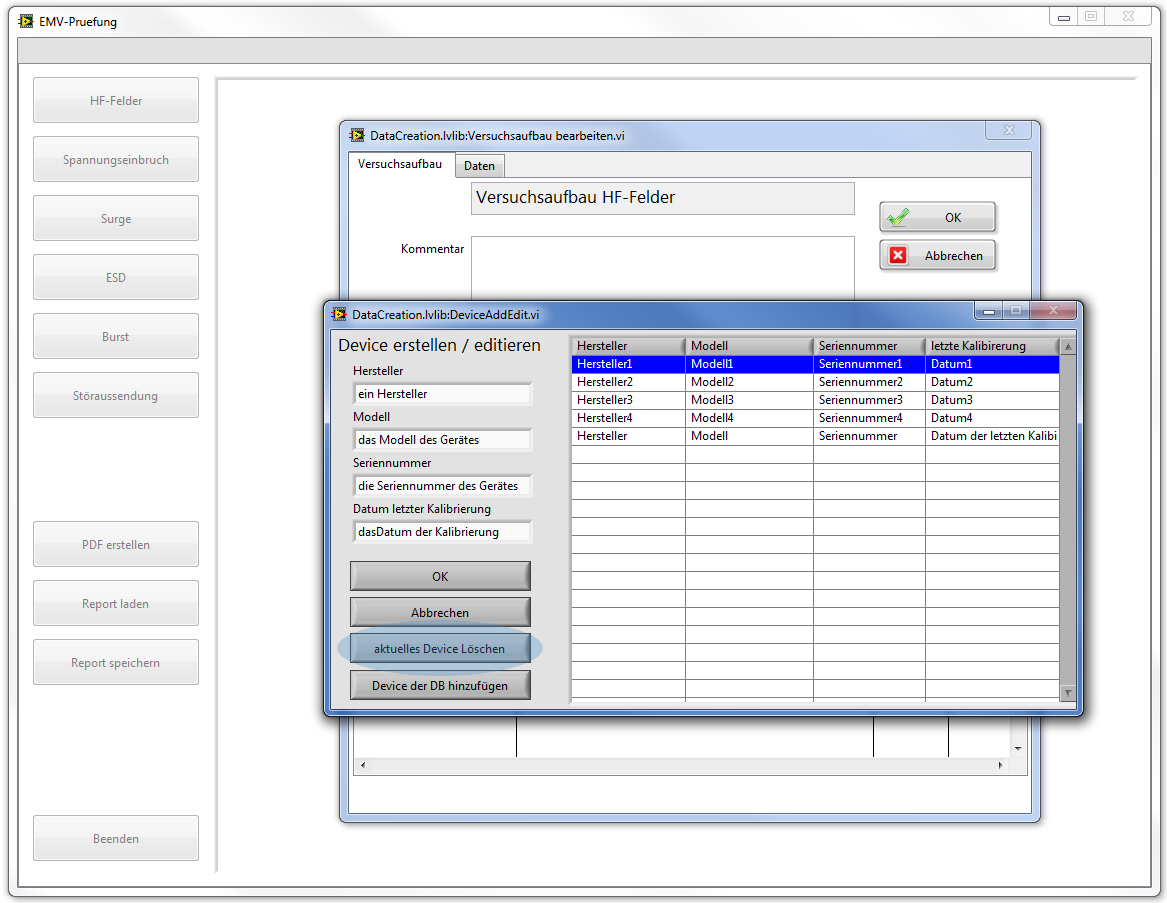 EMV-Pruefung
HF-Felder
Spannungseinbruch
Surge
ESD
Burst
Störaussendung
PDF erstellen
Report laden
Report speichern
Beenden
DataCreation.lvlib:Versuchsaufbau bearbeiten.vi
Versuchsaufbau Daten
Versuchsaufbau HF-Felder
Kommentar
OK
Abbrechen
DataCreation.lvlib:DeviceAddEdit.vi
Device erstellen / editieren
Hersteller
ein Hersteller
Modell
das Modell des Gerätes
Seriennummer
die Seriennummer des Gerätes
Datum letzter Kalibrierung
dasDatum der Kalibrierung
OK
Abbrechen
aktuelles Device Löschen
Device der DB hinzufügen
Hersteller Modell Seriennummer letzte Kalibirerung
Hersteller1 Modell1 Seriennummer1 Datum1
Hersteller2 Modell2 Seriennummer2 Datum2
Hersteller3 Modell3 Seriennummer3 Datum3
Hersteller4 Modell4 Seriennummer4 Datum4
Hersteller Modell Seriennummer Datum der letzten Kalibi